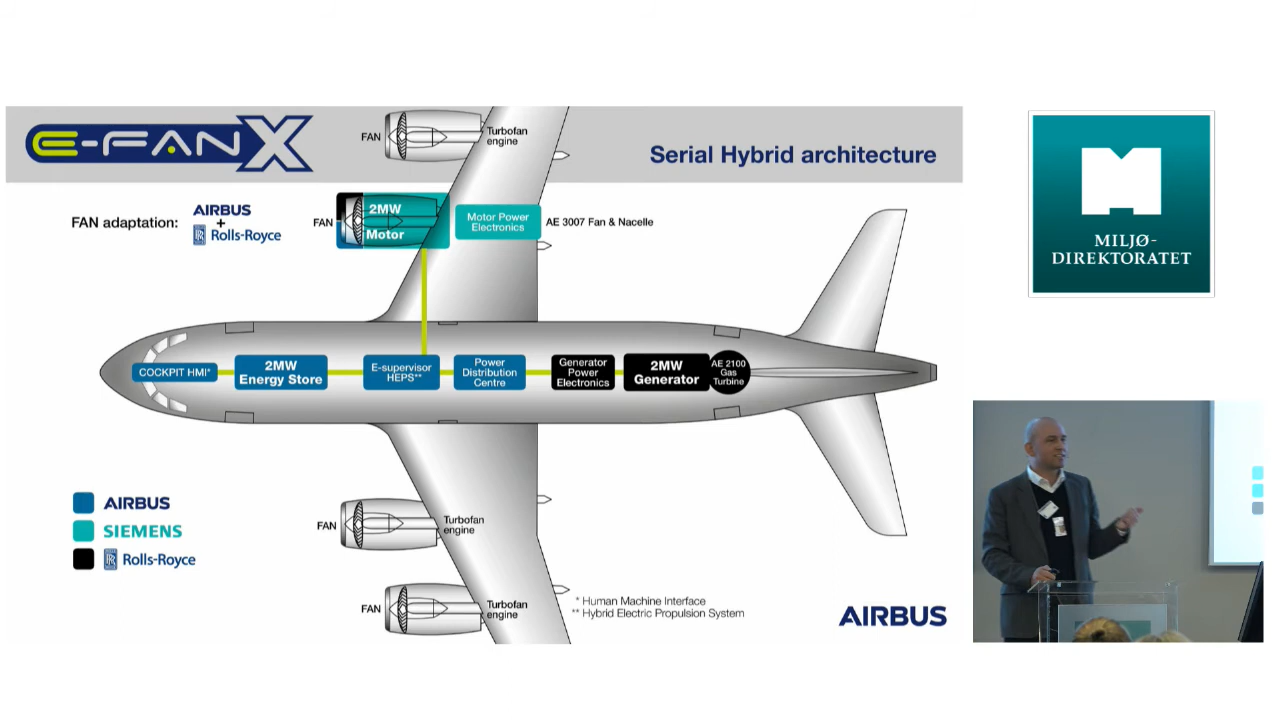 E-FAN X
Serial Hybrid architecture
FAN
Turbofan
engine
FAN adaptation:
AIRBUS
+
Rolls-Royce
FAN
2MW
Motor
Motor Power
Electronics
AE 3007 Fan & Nacelle
COCKPIT HMI*
2MW
Energy Store
E-supervisor
HEPS**
Power
Distribution
Centre
Generator
Power
Electronics
2MW
Generator
AE 2100
Gas
Turbine
AIRBUS
SIEMENS
Rolls-Royce
FAN
Turbofan
engine
FAN
Turbofan
engine
* Human Machine Interface
** Hybrid Electric Propulsion System
AIRBUS
MILJØ-
DIREKTORATET